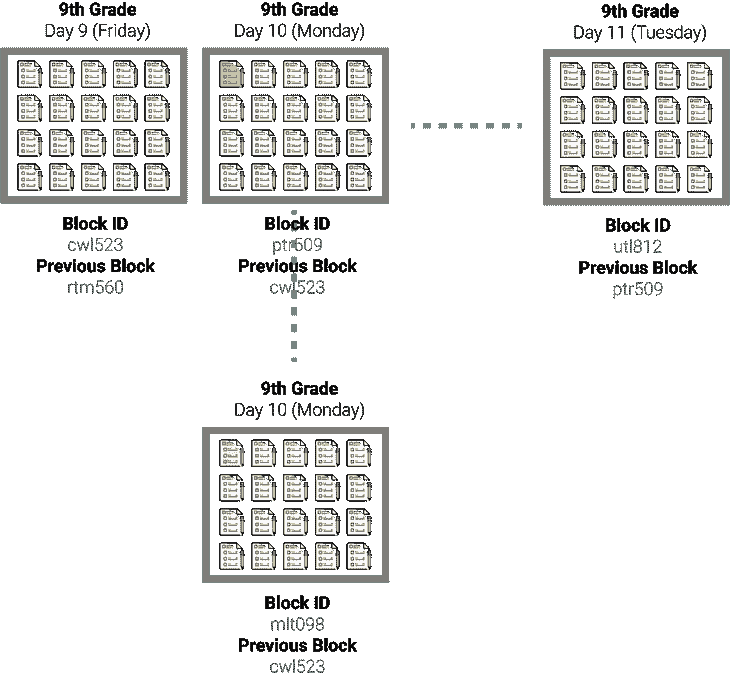 9th Grade
Day 9 (Friday)
Block ID
cwl523
Previous Block
rtm560
9th Grade
Day 10 (Monday)
Block ID
ptr509
Previous Block
cwl523
9th Grade
Day 11 (Tuesday)
Block ID
utl812
Previous Block
ptr509
9th Grade
Day 10 (Monday)
Block ID
mlt098
Previous Block
cwl523